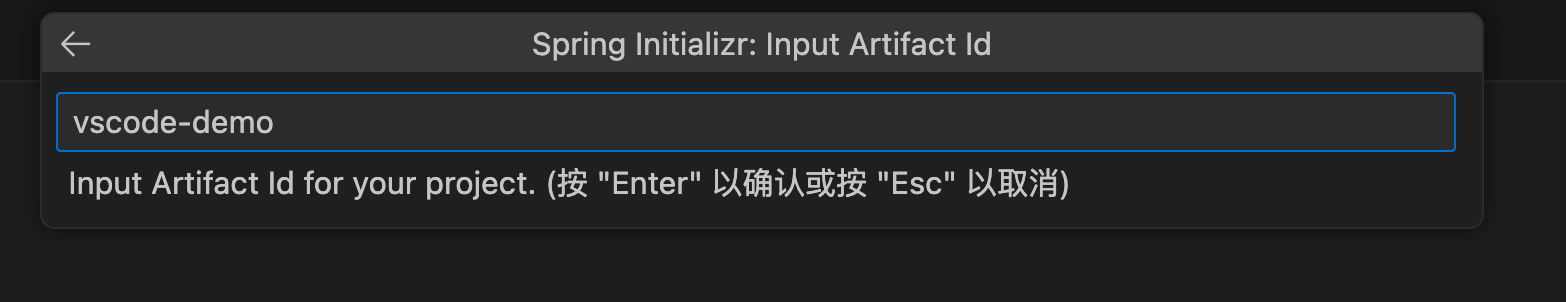 Spring Initializr: Input Artifact Id
vscode-demo
Input Artifact Id for your project. (按 "Enter" 以确认或按 "Esc" 以取消)